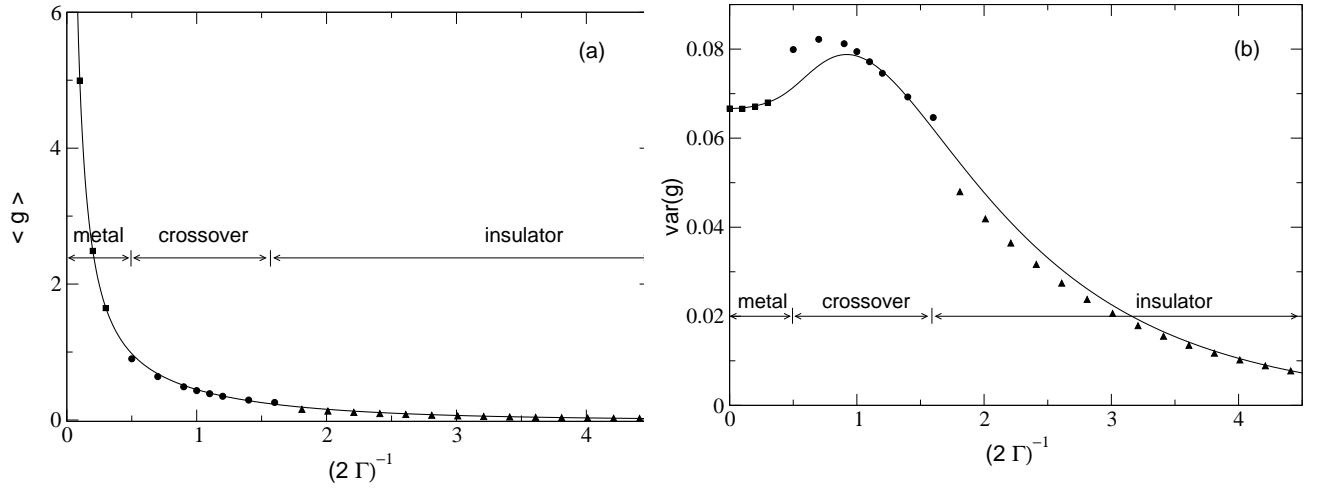 (a)
6
4
2
0
< g >
metal
crossover
insulator
0
1
2
3
4
(2 Γ)⁻¹
(b)
0.08
0.06
0.04
0.02
0
var(g)
metal
crossover
insulator
0
1
2
3
4
(2 Γ)⁻¹